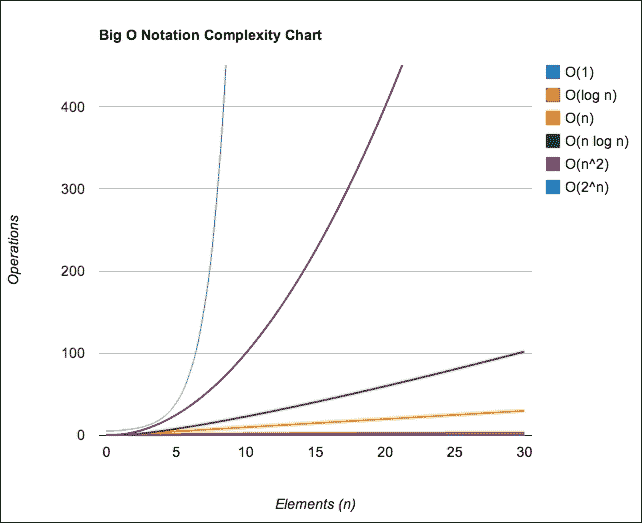 Big O Notation Complexity Chart
O(1)
O(log n)
O(n)
O(n log n)
O(n^2)
O(2^n)
400
300
200
100
0
Operations
0 5 10 15 20 25 30
Elements (n)